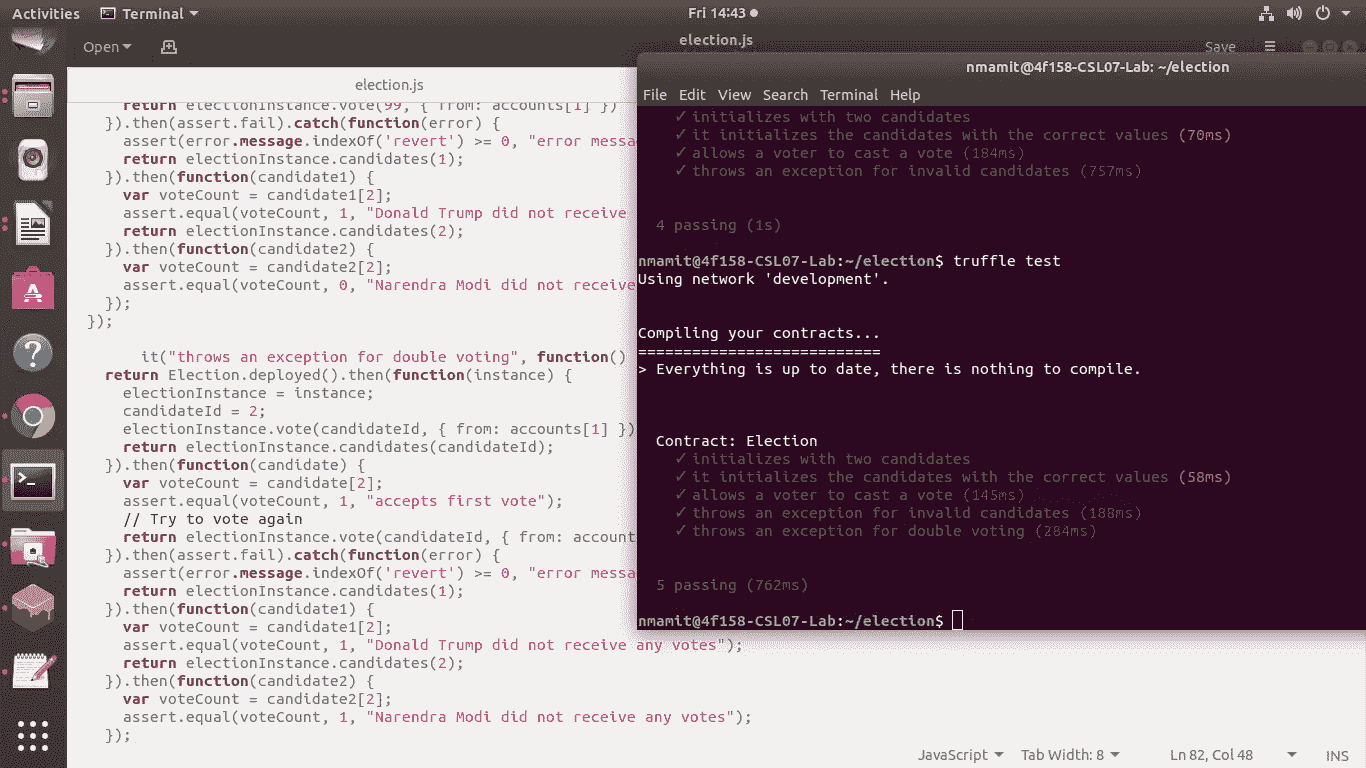 Activities
Terminal
Fri 14:43
Open
election.js
Save
election.js
return electionInstance.vote(99, { from: accounts[1] })
}).then(assert.fail).catch(function(error) {
assert(error.message.indexOf('revert') >= 0, "error messa
return electionInstance.candidates(1);
}).then(function(candidate1) {
var voteCount = candidate1[2];
assert.equal(voteCount, 1, "Donald Trump did not receive
return electionInstance.candidates(2);
}).then(function(candidate2) {
var voteCount = candidate2[2];
assert.equal(voteCount, 0, "Narendra Modi did not receive
});
});
it("throws an exception for double voting", function()
return Election.deployed().then(function(instance) {
electionInstance = instance;
candidateId = 2;
electionInstance.vote(candidateId, { from: accounts[1] })
return electionInstance.candidates(candidateId);
}).then(function(candidate) {
var voteCount = candidate[2];
assert.equal(voteCount, 1, "accepts first vote");
// Try to vote again
return electionInstance.vote(candidateId, { from: account
}).then(assert.fail).catch(function(error) {
assert(error.message.indexOf('revert') >= 0, "error messa
return electionInstance.candidates(1);
}).then(function(candidate1) {
var voteCount = candidate1[2];
assert.equal(voteCount, 1, "Donald Trump did not receive any votes");
return electionInstance.candidates(2);
}).then(function(candidate2) {
var voteCount = candidate2[2];
assert.equal(voteCount, 1, "Narendra Modi did not receive any votes");
});
JavaScript
Tab Width: 8
Ln 82, Col 48
INS
nmamit@4f158-CSL07-Lab: ~/election
File Edit View Search Terminal Help
✓ initializes with two candidates
✓ it initializes the candidates with the correct values (70ms)
✓ allows a voter to cast a vote (184ms)
✓ throws an exception for invalid candidates (757ms)
4 passing (1s)
nmamit@4f158-CSL07-Lab:~/election$ truffle test
Using network 'development'.
Compiling your contracts...
===========================
> Everything is up to date, there is nothing to compile.
Contract: Election
✓ initializes with two candidates
✓ it initializes the candidates with the correct values (58ms)
✓ allows a voter to cast a vote (145ms)
✓ throws an exception for invalid candidates (188ms)
✓ throws an exception for double voting (284ms)
5 passing (762ms)
nmamit@4f158-CSL07-Lab:~/election$